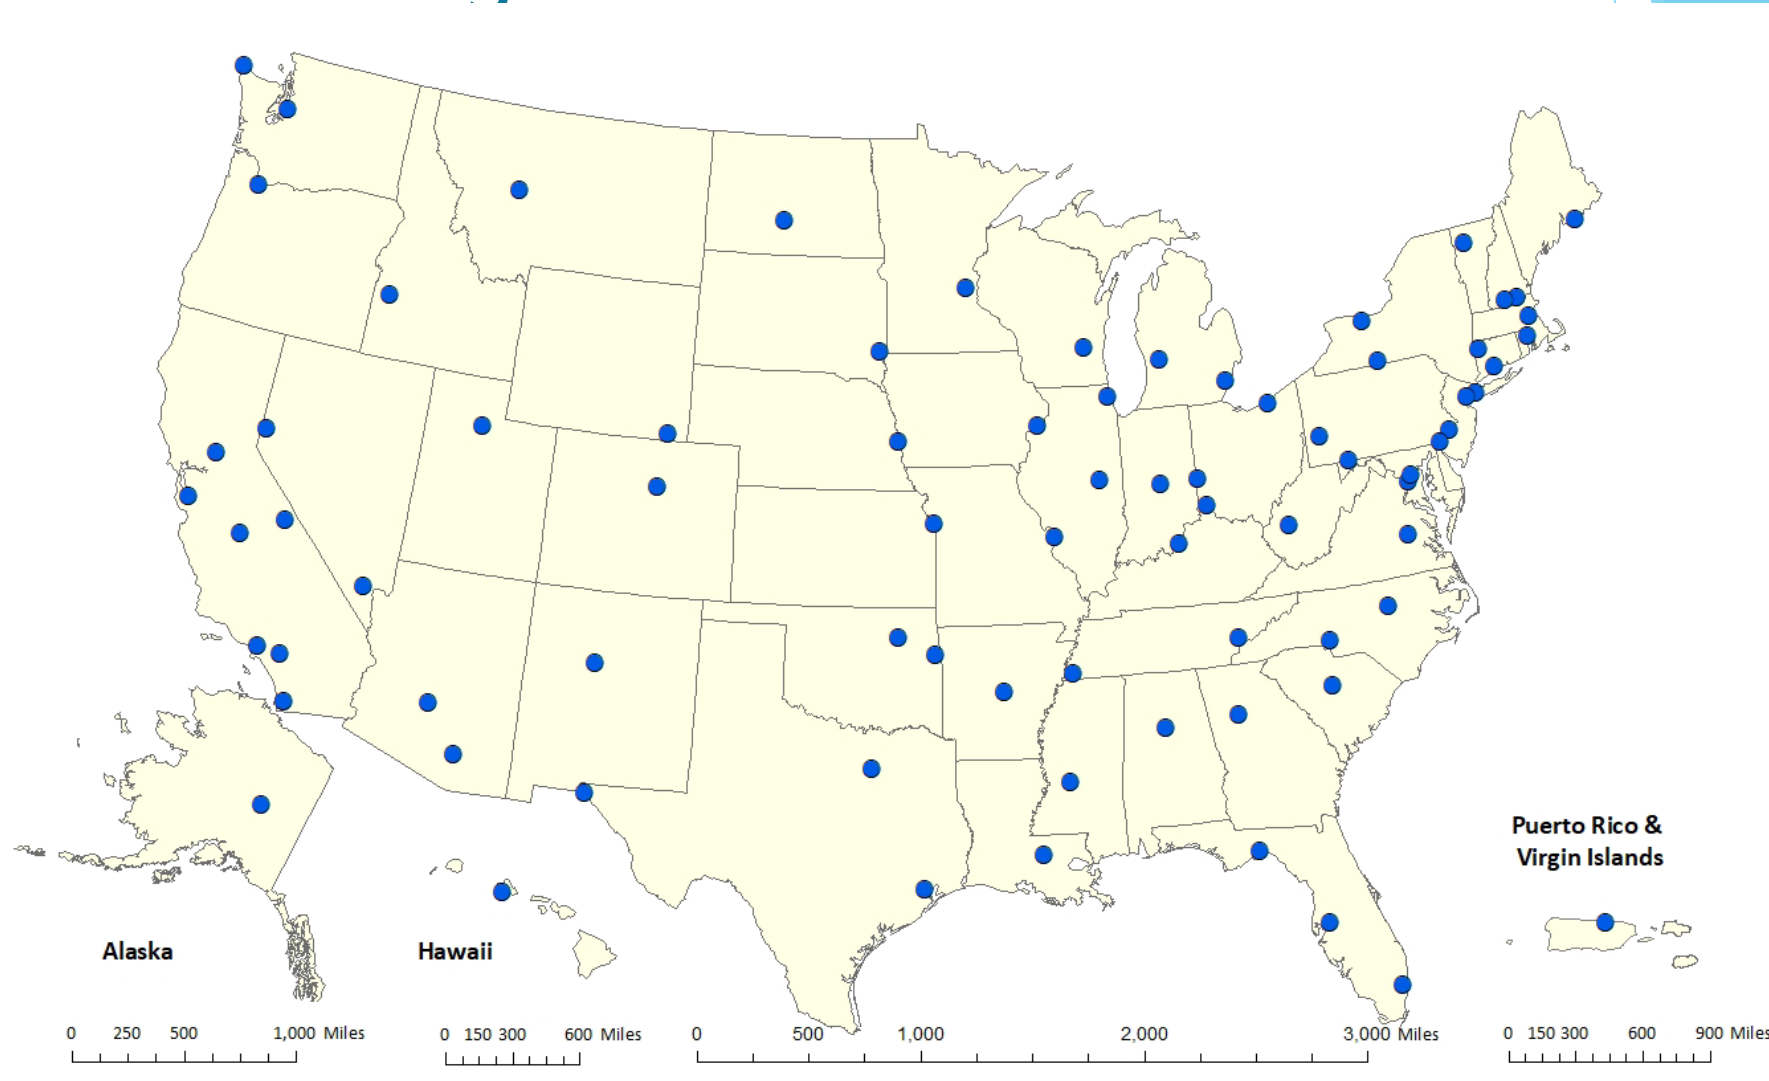 Puerto Rico &
Virgin Islands
Alaska
Hawaii
0 250 500 1,000 Miles
0 150 300 600 Miles
0 500 1,000 2,000 3,000 Miles
0 150 300 600 900 Miles